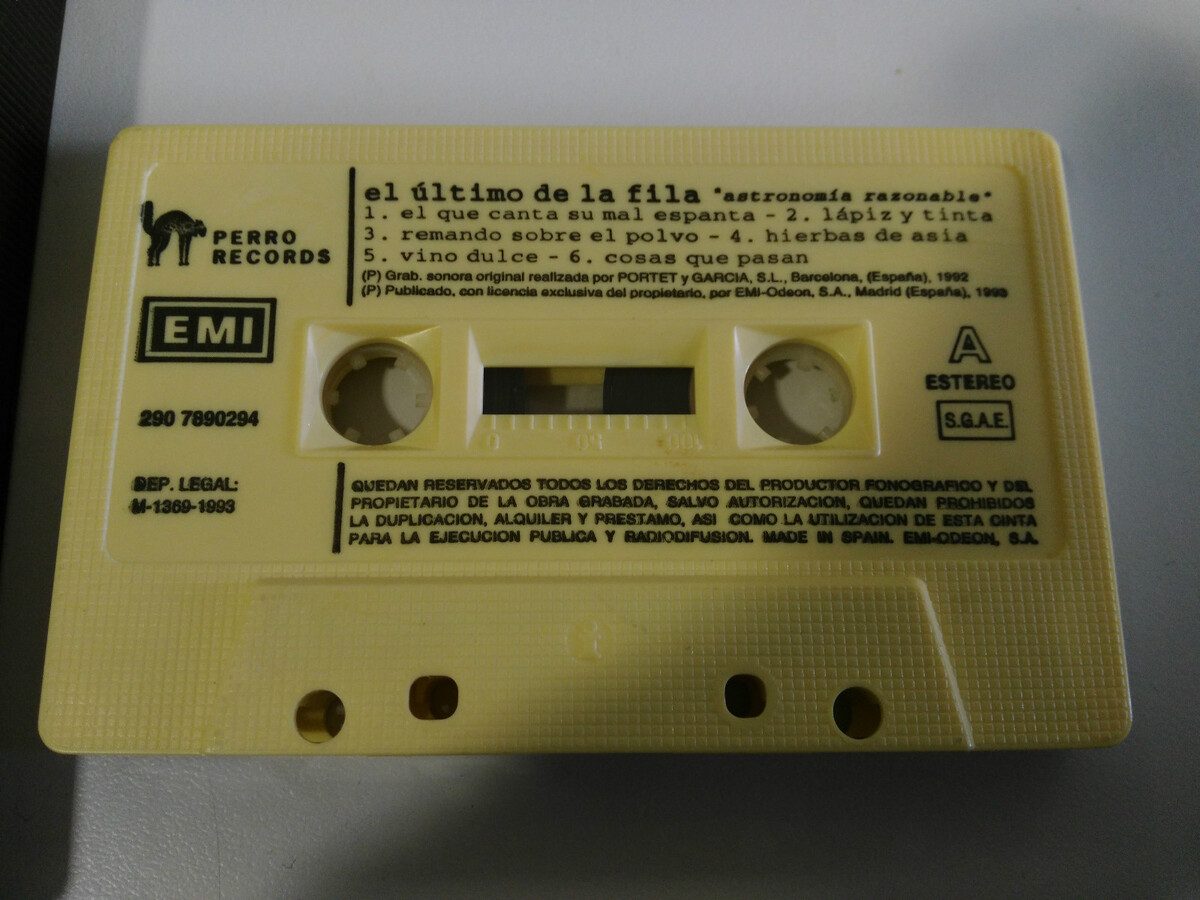 el último de la fila "astronomía razonable"
1. el que canta su mal espanta - 2. lápiz y tinta
3. remando sobre el polvo - 4. hierbas de asia
5. vino dulce - 6. cosas que pasan
(P) Grab. sonora original realizada por PORTET y GARCIA, S.L., Barcelona, (España), 1992
(P) Publicado, con licencia exclusiva del propietario, por EMI-Odeon, S.A., Madrid (España), 1993
PERRO
RECORDS
EMI
290 7890294
DEP. LEGAL:
M-1369-1993
A
ESTEREO
S.G.A.E.
0 50 100
QUEDAN RESERVADOS TODOS LOS DERECHOS DEL PRODUCTOR FONOGRAFICO Y DEL
PROPIETARIO DE LA OBRA GRABADA, SALVO AUTORIZACION, QUEDAN PROHIBIDOS
LA DUPLICACION, ALQUILER Y PRESTAMO, ASI COMO LA UTILIZACION DE ESTA CINTA
PARA LA EJECUCION PUBLICA Y RADIODIFUSION. MADE IN SPAIN. EMI-ODEON, S.A.